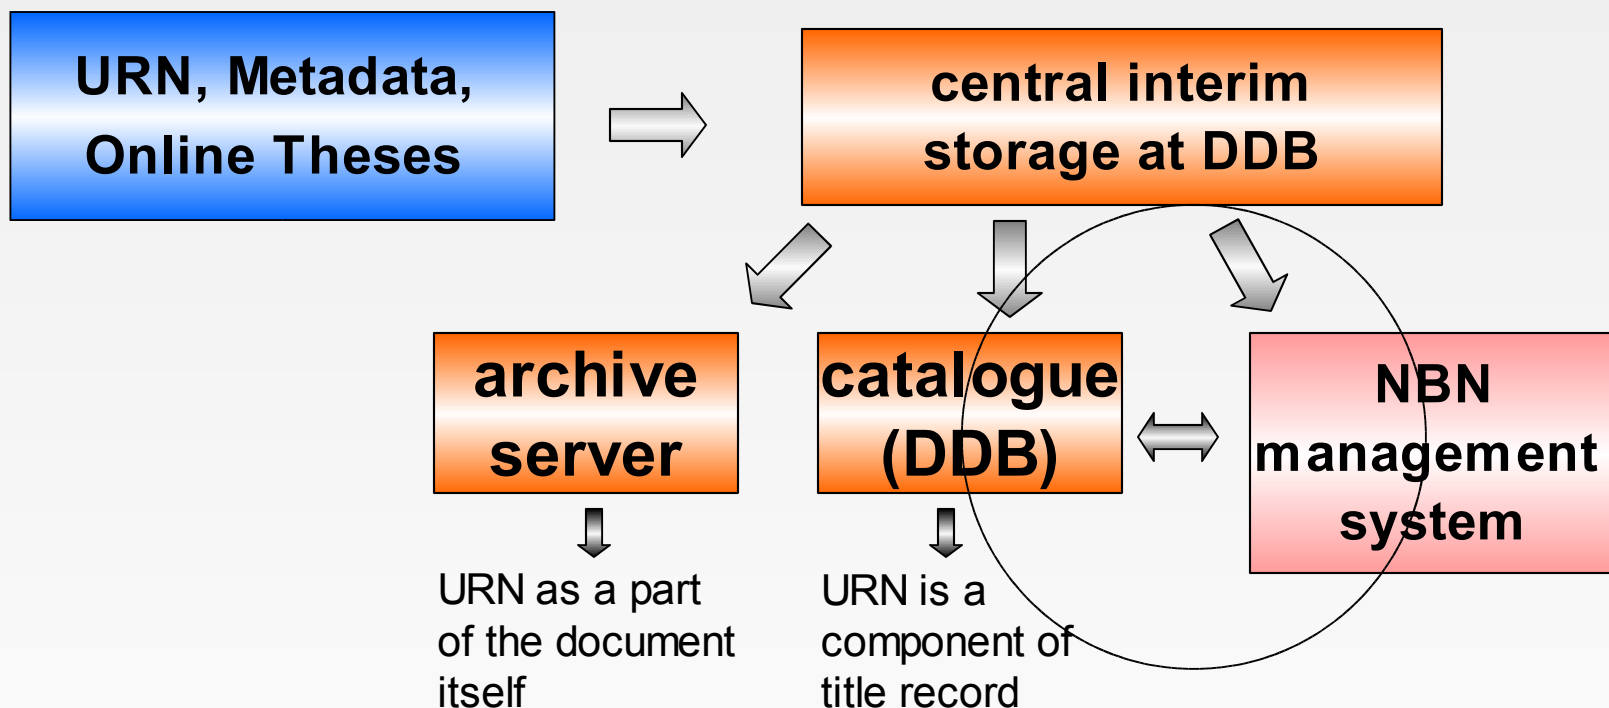 URN, Metadata,
Online Theses
central interim
storage at DDB
archive
server
catalogue
(DDB)
NBN
management
system
URN as a part
of the document
itself
URN is a
component of
title record